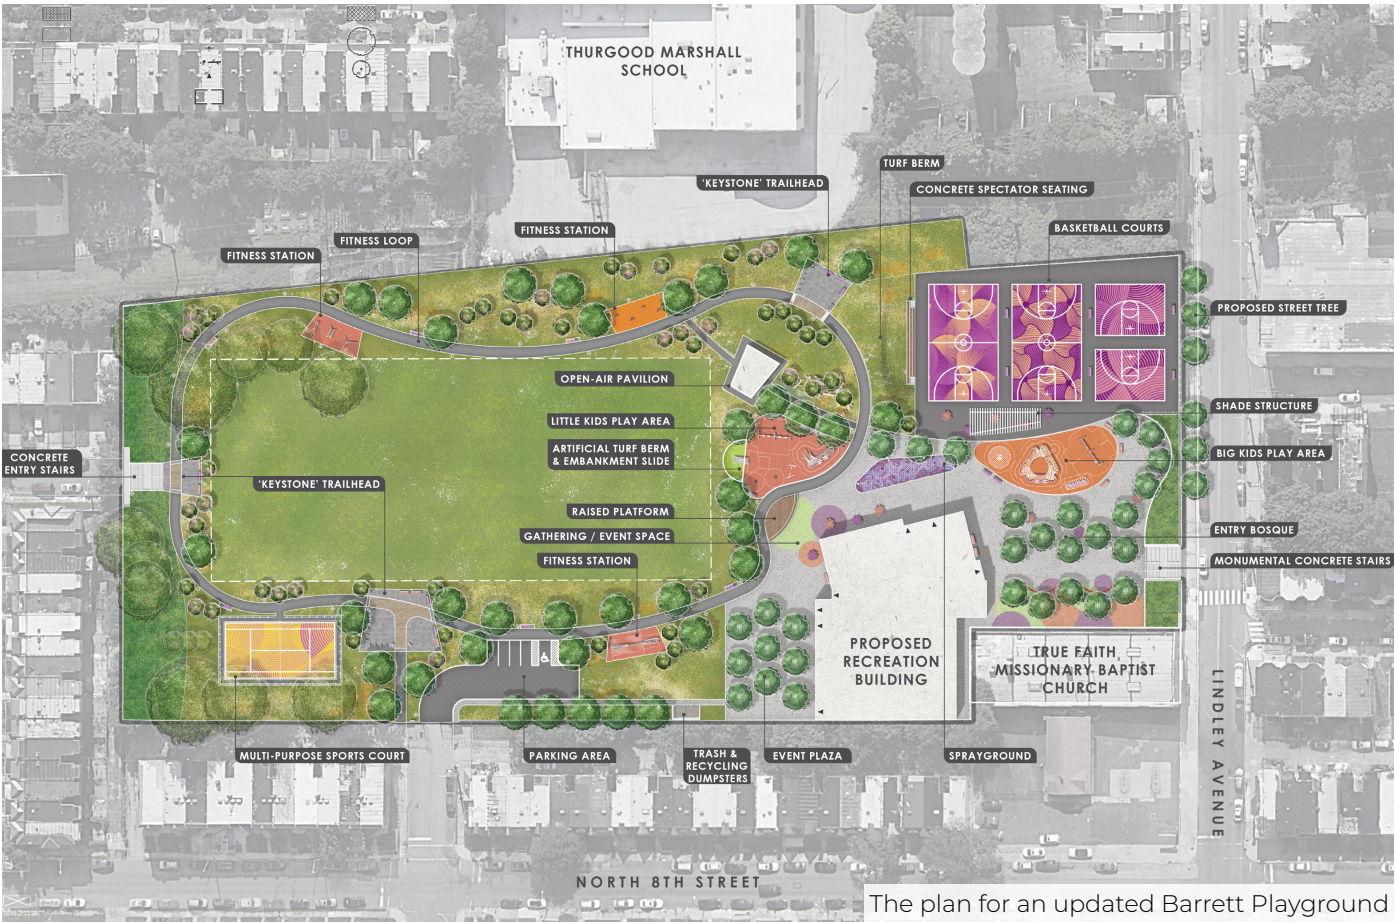 THURGOOD MARSHALL
SCHOOL
TURF BERM
'KEYSTONE' TRAILHEAD
CONCRETE SPECTATOR SEATING
FITNESS STATION
BASKETBALL COURTS
FITNESS LOOP
FITNESS STATION
PROPOSED STREET TREE
OPEN-AIR PAVILION
SHADE STRUCTURE
LITTLE KIDS PLAY AREA
ARTIFICIAL TURF BERM
& EMBANKMENT SLIDE
BIG KIDS PLAY AREA
CONCRETE
ENTRY STAIRS
'KEYSTONE' TRAILHEAD
RAISED PLATFORM
GATHERING / EVENT SPACE
ENTRY BOSQUE
FITNESS STATION
MONUMENTAL CONCRETE STAIRS
PROPOSED
RECREATION
BUILDING
TRUE FAITH
MISSIONARY BAPTIST
CHURCH
LINDLEY AVENUE
MULTI-PURPOSE SPORTS COURT
PARKING AREA
TRASH &
RECYCLING
DUMPSTERS
EVENT PLAZA
SPRAYGROUND
NORTH 8TH STREET
The plan for an updated Barrett Playground